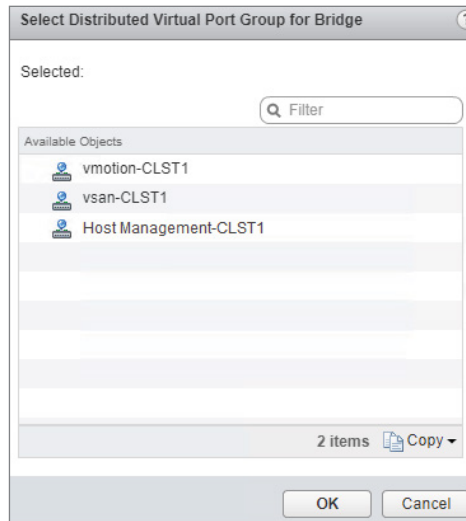 Select Distributed Virtual Port Group for Bridge ?
Selected:
Filter
Available Objects
vmotion-CLST1
vsan-CLST1
Host Management-CLST1
2 items Copy
OK Cancel